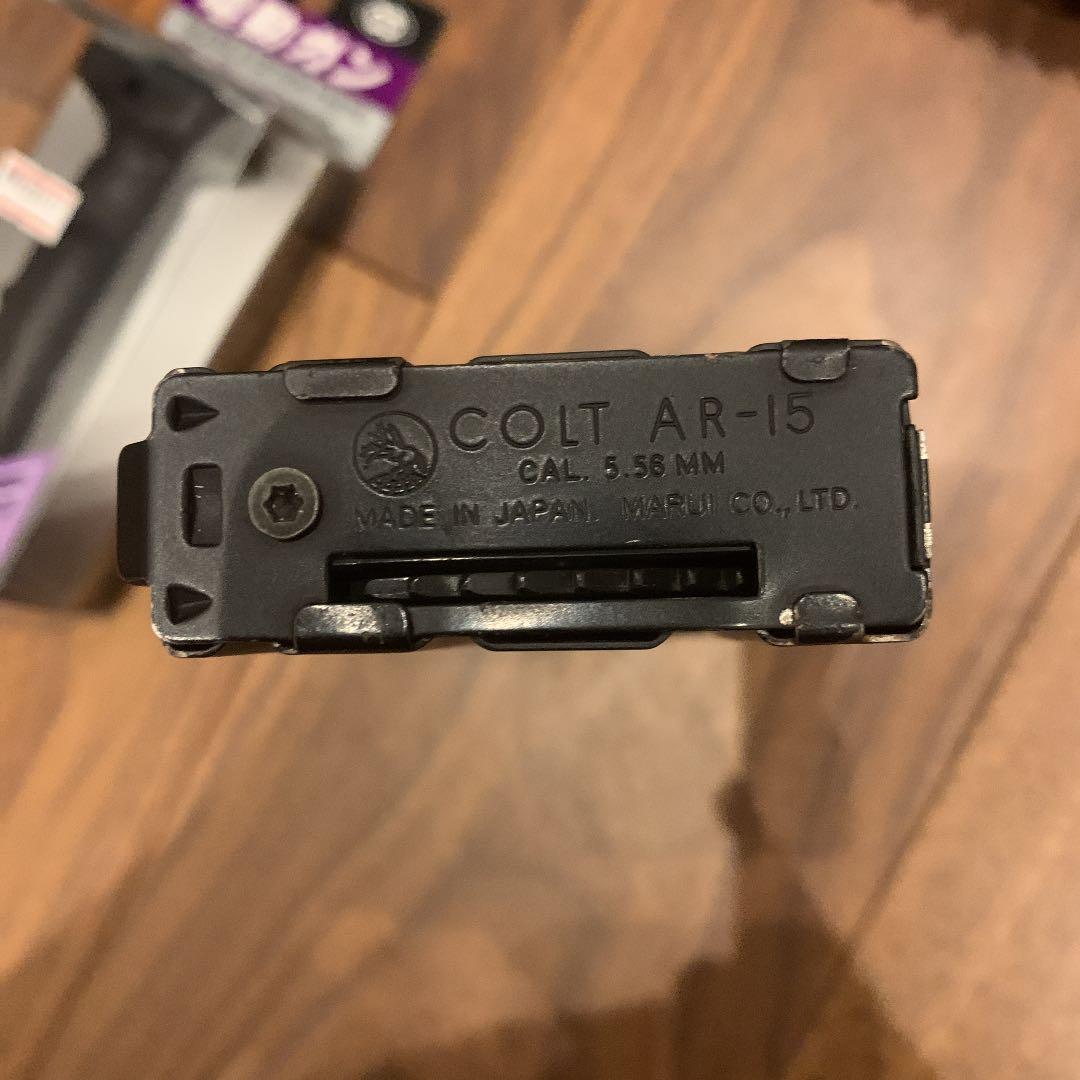 COLT AR-15
CAL. 5.56 MM
MADE IN JAPAN. MARUI CO., LTD.